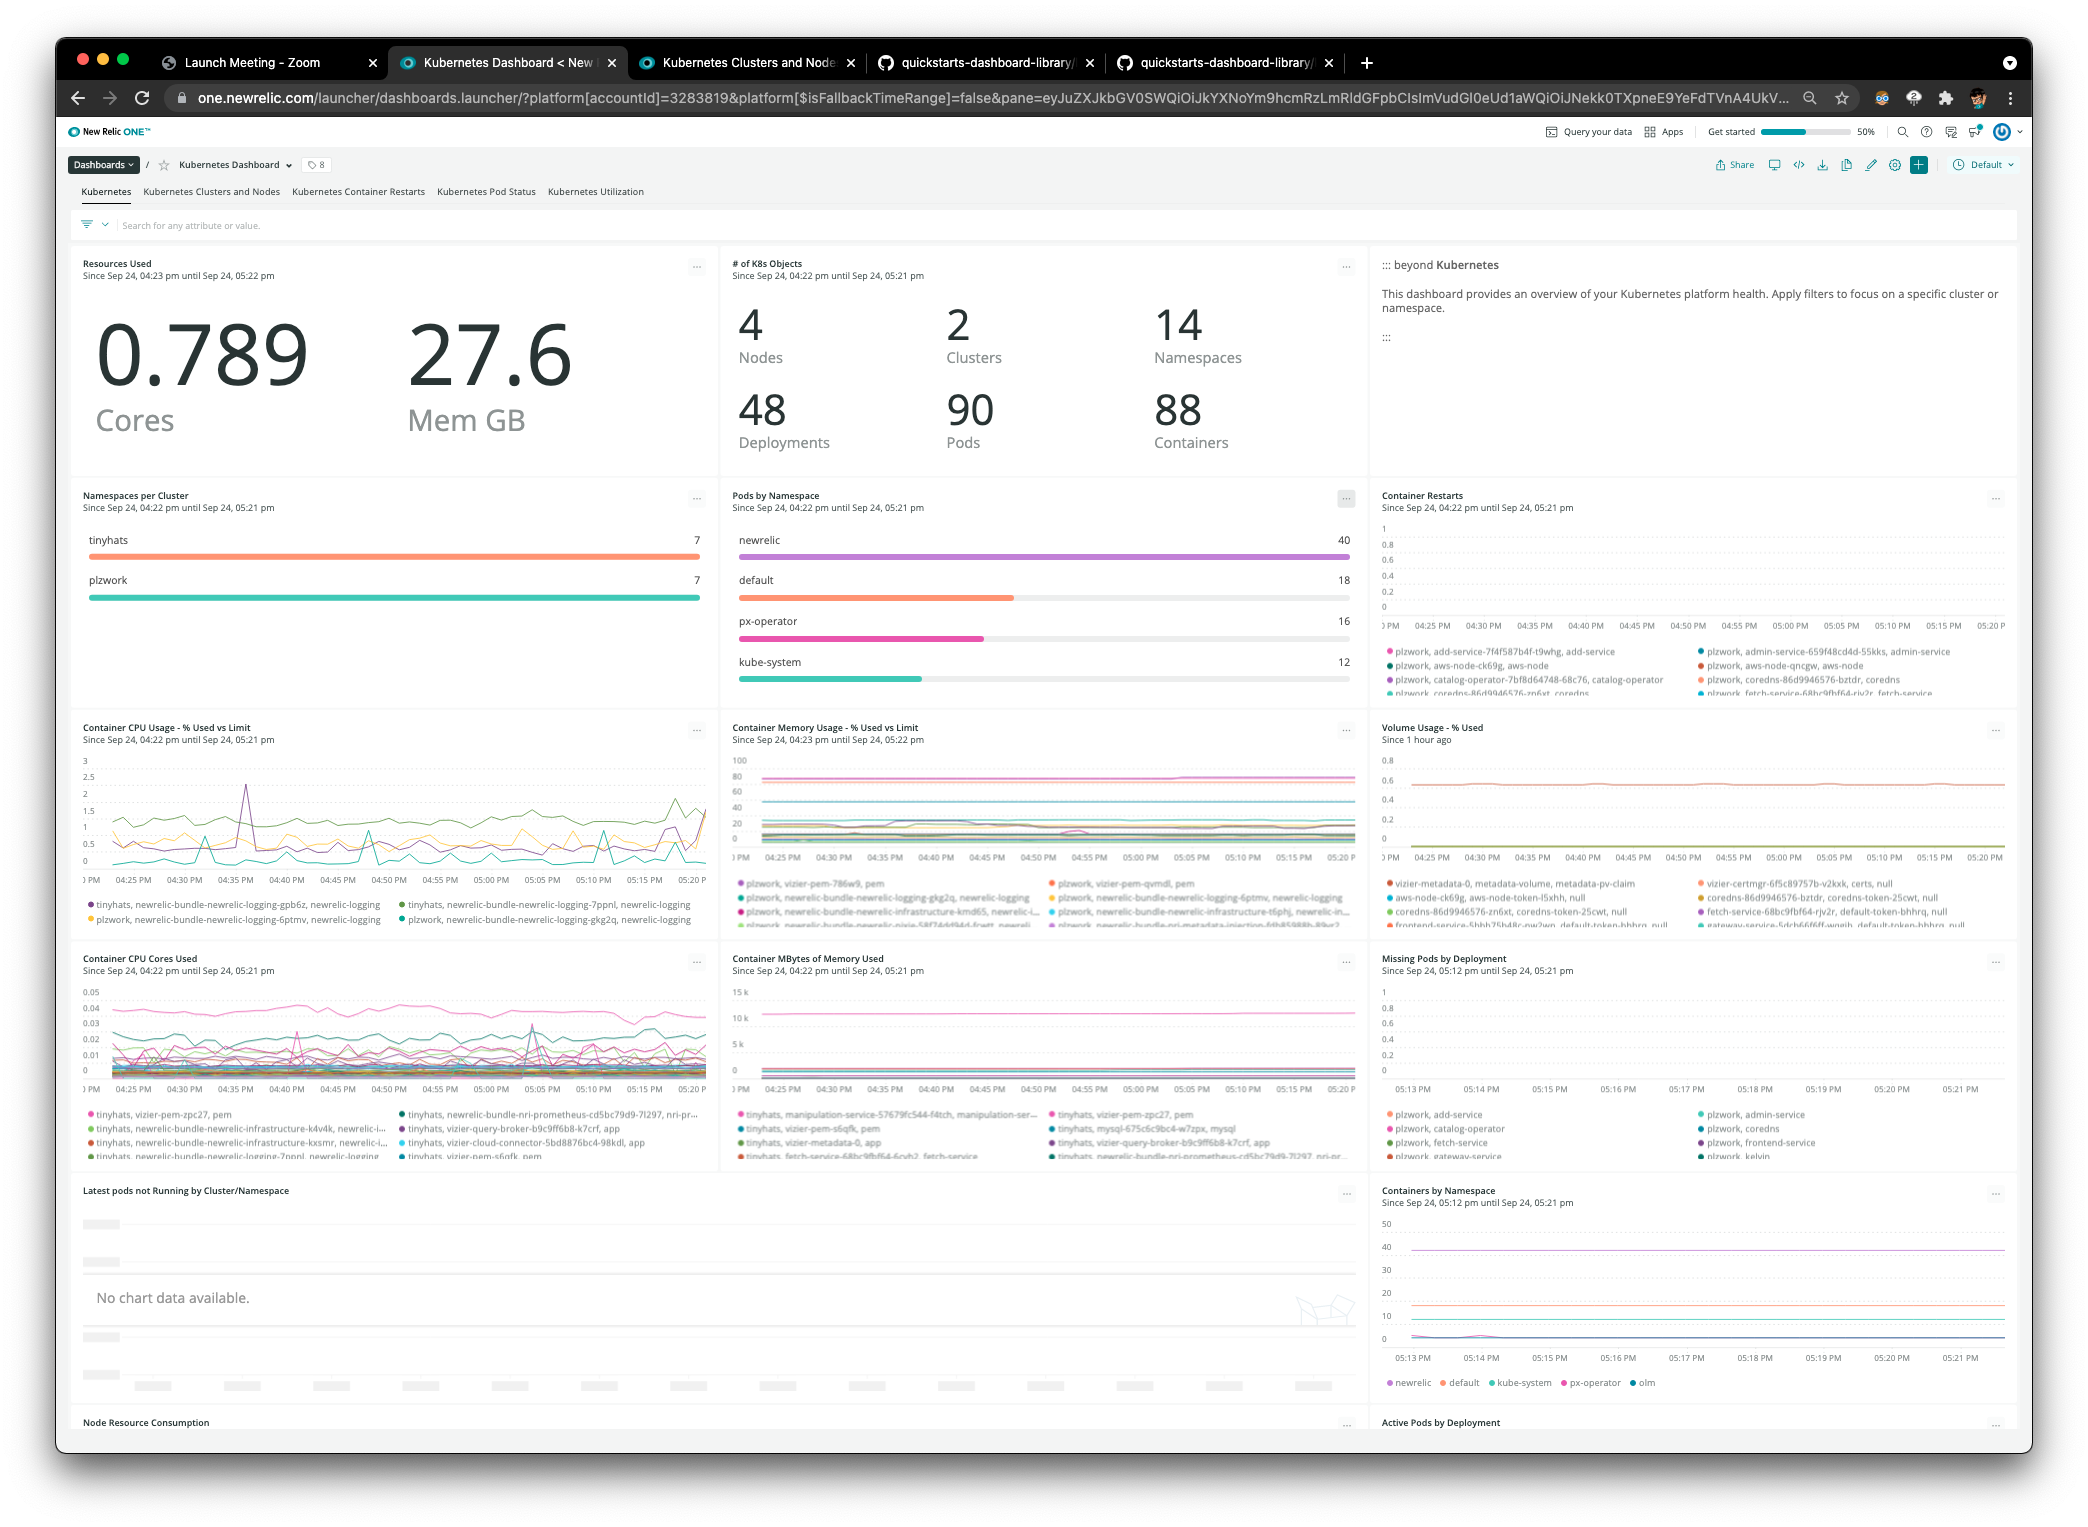 Launch Meeting - Zoom
Kubernetes Dashboard < New
Kubernetes Clusters and Node
quickstarts-dashboard-library/
quickstarts-dashboard-library/
one.newrelic.com/launcher/dashboards.launcher/?platform[accountId]=3283819&platform[$isFallbackTimeRange]=false&pane=
New Relic ONE™
Query your data Apps Get started 50%
Dashboards / Kubernetes Dashboard 8
Share Default
Kubernetes Kubernetes Clusters and Nodes Kubernetes Container Restarts Kubernetes Pod Status Kubernetes Utilization
Search for any attribute or value.
Resources Used
Since Sep 24, 04:23 pm until Sep 24, 05:22 pm
0.789 27.6
Cores Mem GB
# of K8s Objects
Since Sep 24, 04:22 pm until Sep 24, 05:21 pm
4 2 14
Nodes Clusters Namespaces
48 90 88
Deployments Pods Containers
::: beyond Kubernetes
This dashboard provides an overview of your Kubernetes platform health. Apply filters to focus on a specific cluster or
namespace.
:::
Namespaces per Cluster
Since Sep 24, 04:22 pm until Sep 24, 05:21 pm
tinyhats 7
plzwork 7
Pods by Namespace
Since Sep 24, 04:22 pm until Sep 24, 05:21 pm
newrelic 40
default 18
px-operator 16
kube-system 12
Container Restarts
Since Sep 24, 04:22 pm until Sep 24, 05:21 pm
1
0.8
0.6
0.4
0.2
0
PM 04:25 PM 04:30 PM 04:35 PM 04:40 PM 04:45 PM 04:50 PM 04:55 PM 05:00 PM 05:05 PM 05:10 PM 05:15 PM 05:20 P
plzwork, add-service-7f4f587b4f-t9whg, add-service plzwork, admin-service-659f48cd4d-55kks, admin-service
plzwork, aws-node-ck69g, aws-node plzwork, aws-node-qncgw, aws-node
plzwork, catalog-operator-7bf8d64748-68c76, catalog-operator plzwork, coredns-86d9946576-bztdr, coredns
plzwork, coredns-86d9946576-zn6xt, coredns plzwork, fetch-service-68bc9fbf64-rjv2r, fetch-service
Container CPU Usage - % Used vs Limit
Since Sep 24, 04:22 pm until Sep 24, 05:21 pm
3
2.5
2
1.5
1
0.5
0
PM 04:25 PM 04:30 PM 04:35 PM 04:40 PM 04:45 PM 04:50 PM 04:55 PM 05:00 PM 05:05 PM 05:10 PM 05:15 PM 05:20 P
tinyhats, newrelic-bundle-newrelic-logging-gpb6z, newrelic-logging tinyhats, newrelic-bundle-newrelic-logging-7ppnl, newrelic-logging
plzwork, newrelic-bundle-newrelic-logging-6ptmv, newrelic-logging plzwork, newrelic-bundle-newrelic-logging-gkg2q, newrelic-logging
Container Memory Usage - % Used vs Limit
Since Sep 24, 04:23 pm until Sep 24, 05:22 pm
100
80
60
40
20
0
PM 04:25 PM 04:30 PM 04:35 PM 04:40 PM 04:45 PM 04:50 PM 04:55 PM 05:00 PM 05:05 PM 05:10 PM 05:15 PM 05:20 P
plzwork, vizier-pem-786w9, pem plzwork, vizier-pem-qvmdl, pem
plzwork, newrelic-bundle-newrelic-logging-gkg2q, newrelic-logging plzwork, newrelic-bundle-newrelic-logging-6ptmv, newrelic-logging
plzwork, newrelic-bundle-newrelic-infrastructure-kmd65, newrelic-i... plzwork, newrelic-bundle-newrelic-infrastructure-t6phj, newrelic-in...
Volume Usage - % Used
Since 1 hour ago
0.8
0.6
0.4
0.2
0
PM 04:25 PM 04:30 PM 04:35 PM 04:40 PM 04:45 PM 04:50 PM 04:55 PM 05:00 PM 05:05 PM 05:10 PM 05:15 PM 05:20 PM
vizier-metadata-0, metadata-volume, metadata-pv-claim vizier-certmgr-6f5c89757b-v2kxk, certs, null
aws-node-ck69g, aws-node-token-l5xhh, null coredns-86d9946576-bztdr, coredns-token-25cwt, null
coredns-86d9946576-zn6xt, coredns-token-25cwt, null fetch-service-68bc9fbf64-rjv2r, default-token-bhhrq, null
Container CPU Cores Used
Since Sep 24, 04:22 pm until Sep 24, 05:21 pm
0.05
0.04
0.03
0.02
0.01
0
PM 04:25 PM 04:30 PM 04:35 PM 04:40 PM 04:45 PM 04:50 PM 04:55 PM 05:00 PM 05:05 PM 05:10 PM 05:15 PM 05:20 P
tinyhats, vizier-pem-zpc27, pem tinyhats, newrelic-bundle-nri-prometheus-cd5bc79d9-7l297, nri-pr...
tinyhats, newrelic-bundle-newrelic-infrastructure-k4v4k, newrelic-i... tinyhats, vizier-query-broker-b9c9ff6b8-k7crf, app
tinyhats, newrelic-bundle-newrelic-infrastructure-kxsmr, newrelic-i... tinyhats, vizier-cloud-connector-5bd8876bc4-98kdl, app
tinyhats, newrelic-bundle-newrelic-logging-7ppnl, newrelic-logging tinyhats, vizier-pem-s6qfk, pem
Container MBytes of Memory Used
Since Sep 24, 04:22 pm until Sep 24, 05:21 pm
15 k
10 k
5 k
0
PM 04:25 PM 04:30 PM 04:35 PM 04:40 PM 04:45 PM 04:50 PM 04:55 PM 05:00 PM 05:05 PM 05:10 PM 05:15 PM 05:20 P
tinyhats, manipulation-service-57679fc544-f4tch, manipulation-ser... tinyhats, vizier-pem-zpc27, pem
tinyhats, vizier-pem-s6qfk, pem tinyhats, mysql-675c6c9bc4-w7zpx, mysql
tinyhats, vizier-metadata-0, app tinyhats, vizier-query-broker-b9c9ff6b8-k7crf, app
tinyhats, fetch-service-68bc9fbf64-6cvh2, fetch-service tinyhats, newrelic-bundle-nri-prometheus-cd5bc79d9-7l297, nri-pr...
Missing Pods by Deployment
Since Sep 24, 05:12 pm until Sep 24, 05:21 pm
1
0.8
0.6
0.4
0.2
0
05:13 PM 05:14 PM 05:15 PM 05:16 PM 05:17 PM 05:18 PM 05:19 PM 05:20 PM 05:21 PM
plzwork, add-service plzwork, admin-service
plzwork, catalog-operator plzwork, coredns
plzwork, fetch-service plzwork, frontend-service
plzwork, gateway-service plzwork, kelvin
Latest pods not Running by Cluster/Namespace
No chart data available.
Containers by Namespace
Since Sep 24, 05:12 pm until Sep 24, 05:21 pm
50
40
30
20
10
0
05:13 PM 05:14 PM 05:15 PM 05:16 PM 05:17 PM 05:18 PM 05:19 PM 05:20 PM 05:21 PM
newrelic default kube-system px-operator olm
Node Resource Consumption
Active Pods by Deployment